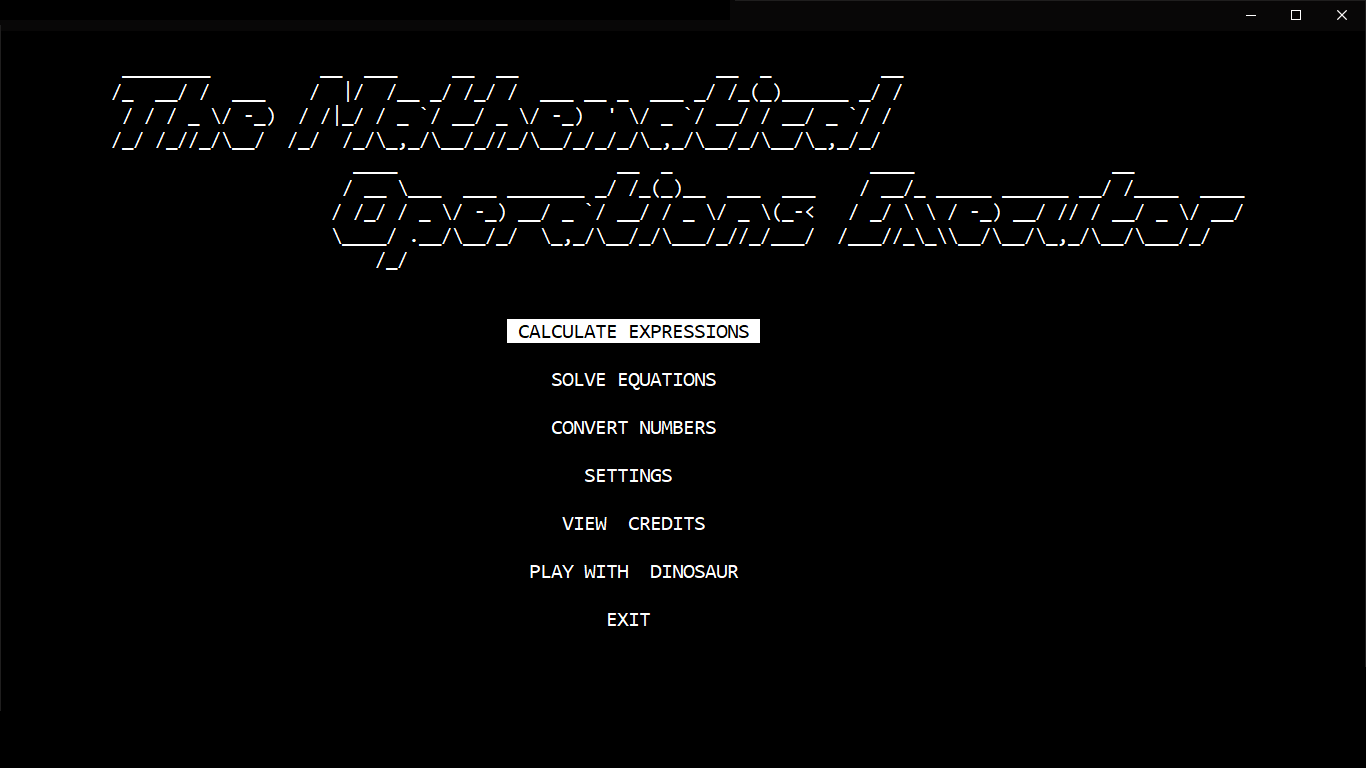 The Mathematical
Operations Executor
CALCULATE EXPRESSIONS
SOLVE EQUATIONS
CONVERT NUMBERS
SETTINGS
VIEW  CREDITS
PLAY WITH  DINOSAUR
EXIT